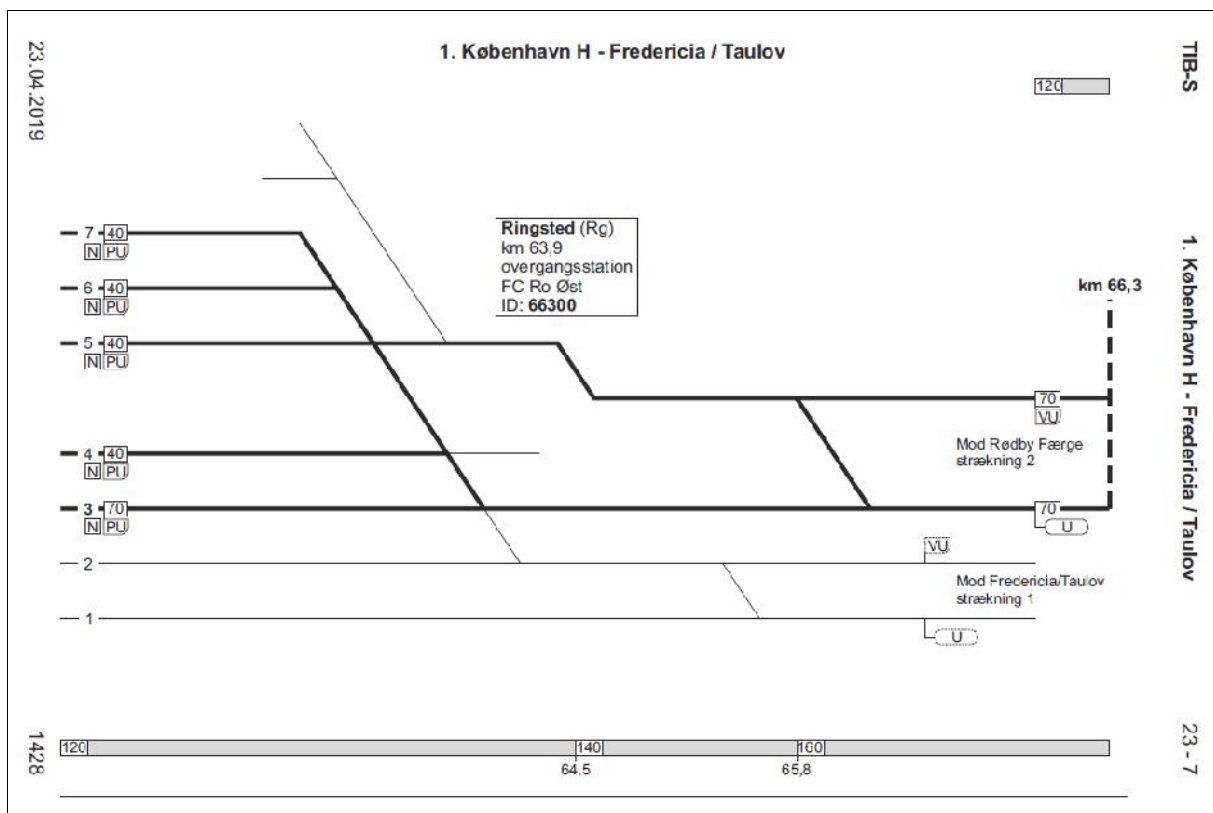 1. København H - Fredericia / Taulov
TIB-S
23.04.2019
120
Ringsted (Rg)
km 63,9
overgangsstation
FC Ro Øst
ID: 66300
km 66,3
1. København H - Fredericia / Taulov
7 40
N PU
6 40
N PU
5 40
N PU
70
VU
Mod Rødby Færge
strækning 2
4 40
N PU
3 70
N PU
70
U
VU
2
Mod Fredericia/Taulov
strækning 1
1
U
1428
23 - 7
120 140 160
64,5 65,8